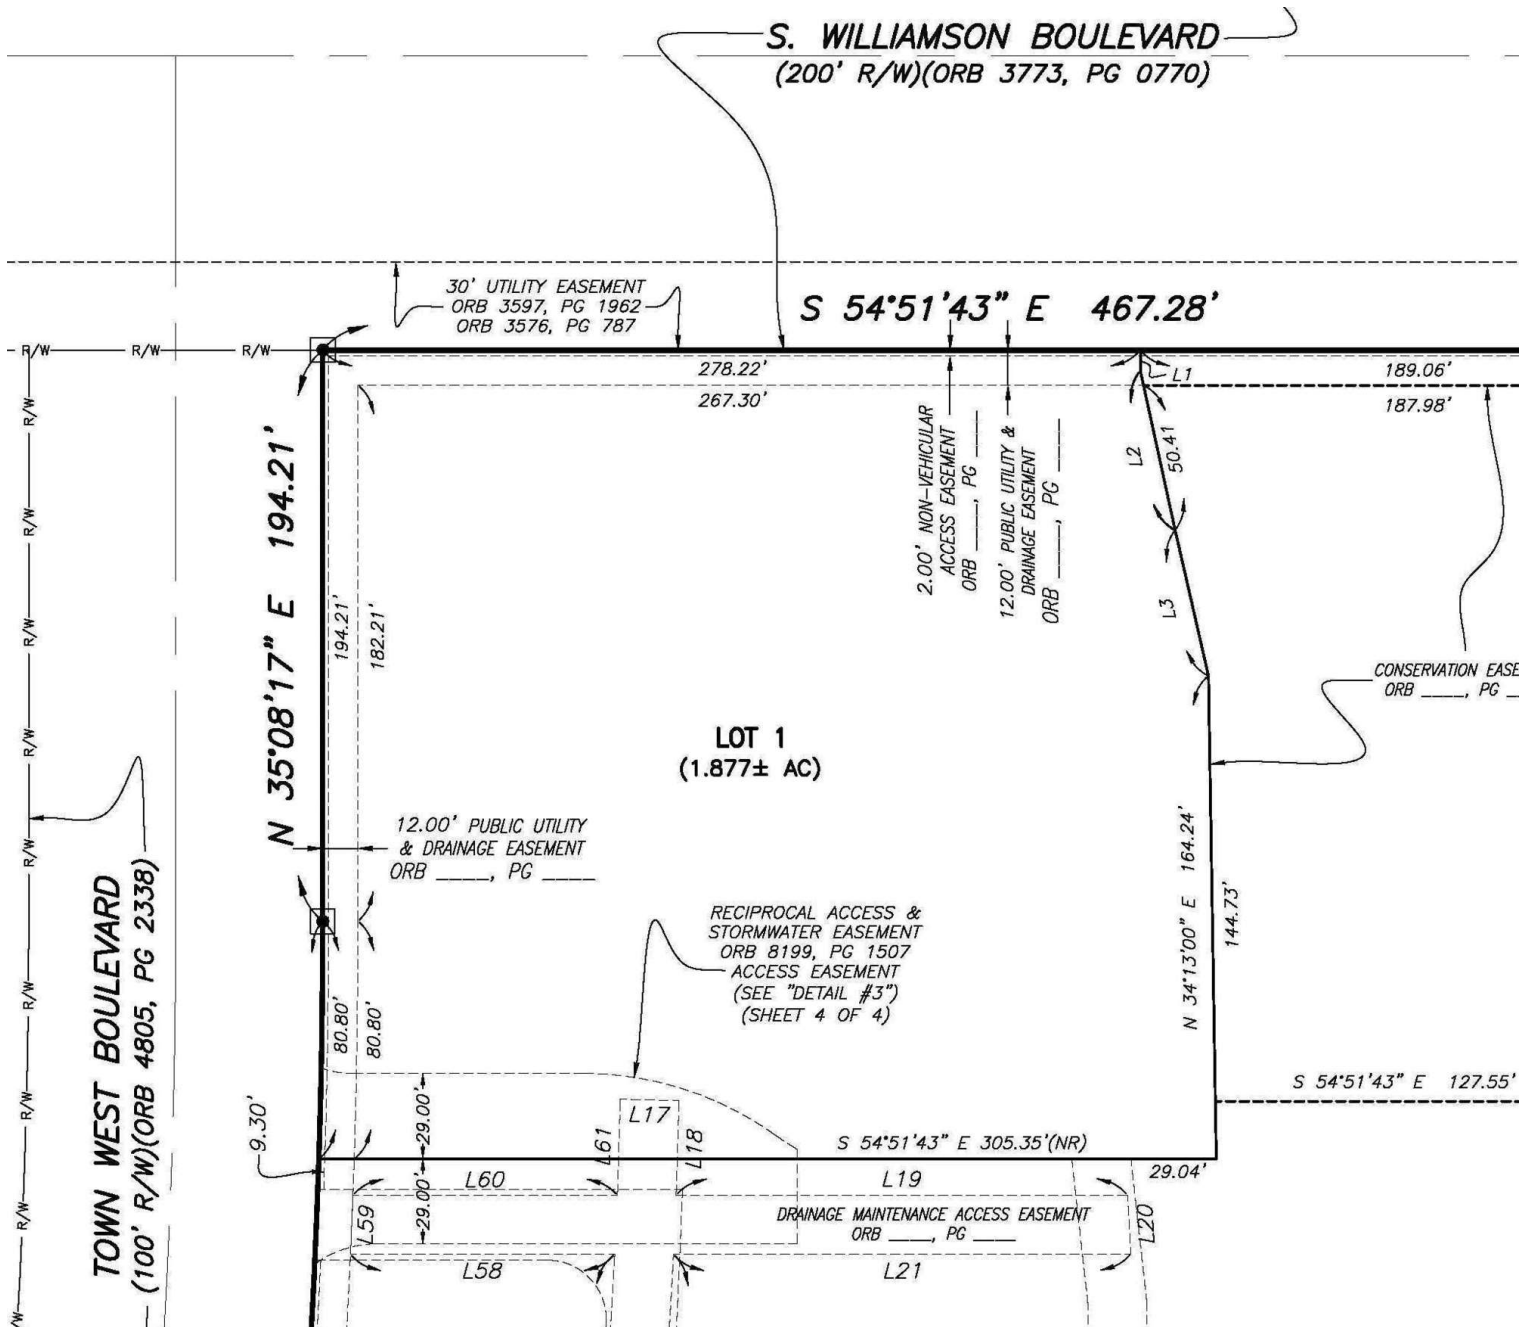 S. WILLIAMSON BOULEVARD
(200' R/W)(ORB 3773, PG 0770)
30' UTILITY EASEMENT
ORB 3597, PG 1962
ORB 3576, PG 787
S 54°51'43" E 467.28'
R/W
R/W
R/W
278.22'
267.30'
L1
189.06'
187.98'
R/W
R/W
R/W
R/W
R/W
R/W
R/W
R/W
R/W
N 35°08'17" E 194.21'
194.21'
182.21'
2.00' NON-VEHICULAR
ACCESS EASEMENT
ORB ____, PG ____
12.00' PUBLIC UTILITY &
DRAINAGE EASEMENT
ORB ____, PG ____
L2
50.41
L3
CONSERVATION EASE
ORB ____, PG _
LOT 1
(1.877± AC)
12.00' PUBLIC UTILITY
& DRAINAGE EASEMENT
ORB ____, PG ____
N 34°13'00" E 164.24'
144.73'
TOWN WEST BOULEVARD
(100' R/W)(ORB 4805, PG 2338)
RECIPROCAL ACCESS &
STORMWATER EASEMENT
ORB 8199, PG 1507
ACCESS EASEMENT
(SEE "DETAIL #3")
(SHEET 4 OF 4)
80.80'
80.80'
9.30'
29.00'
L17
L61
L18
S 54°51'43" E 305.35'(NR)
S 54°51'43" E 127.55'
29.04'
L60
L19
29.00'
L59
DRAINAGE MAINTENANCE ACCESS EASEMENT
ORB ____, PG ____
L20
L58
L21